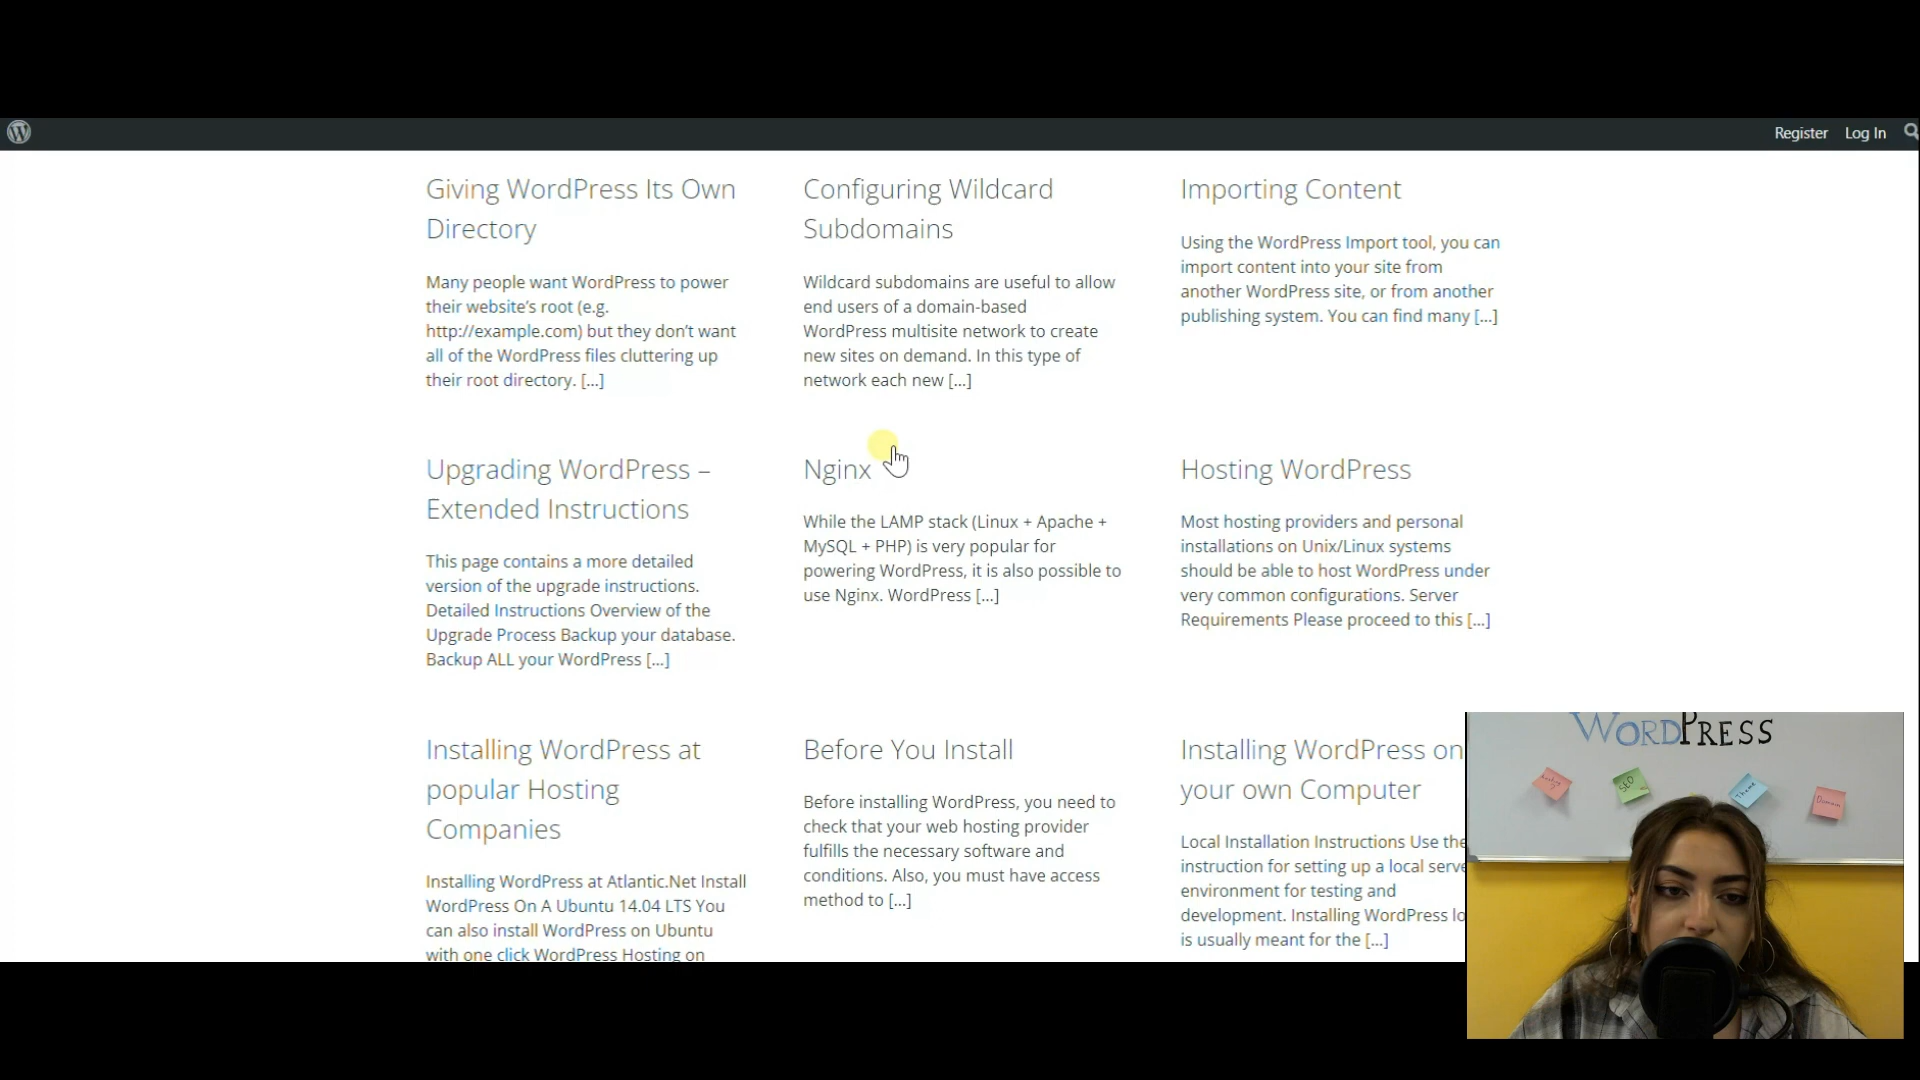 Register Log In
Giving WordPress Its Own
Directory
Many people want WordPress to power
their website’s root (e.g.
http://example.com) but they don’t want
all of the WordPress files cluttering up
their root directory. […]
Configuring Wildcard
Subdomains
Wildcard subdomains are useful to allow
end users of a domain-based
WordPress multisite network to create
new sites on demand. In this type of
network each new […]
Importing Content
Using the WordPress Import tool, you can
import content into your site from
another WordPress site, or from another
publishing system. You can find many […]
Upgrading WordPress –
Extended Instructions
This page contains a more detailed
version of the upgrade instructions.
Detailed Instructions Overview of the
Upgrade Process Backup your database.
Backup ALL your WordPress […]
Nginx
While the LAMP stack (Linux + Apache +
MySQL + PHP) is very popular for
powering WordPress, it is also possible to
use Nginx. WordPress […]
Hosting WordPress
Most hosting providers and personal
installations on Unix/Linux systems
should be able to host WordPress under
very common configurations. Server
Requirements Please proceed to this […]
Installing WordPress at
popular Hosting
Companies
Installing WordPress at Atlantic.Net Install
WordPress On A Ubuntu 14.04 LTS You
can also install WordPress on Ubuntu
with one click WordPress Hosting on
Before You Install
Before installing WordPress, you need to
check that your web hosting provider
fulfills the necessary software and
conditions. Also, you must have access
method to […]
Installing WordPress on
your own Computer
Local Installation Instructions Use the
instruction for setting up a local serve
environment for testing and
development. Installing WordPress lo
is usually meant for the […]
WORDPRESS
SEO
Theme
Domain